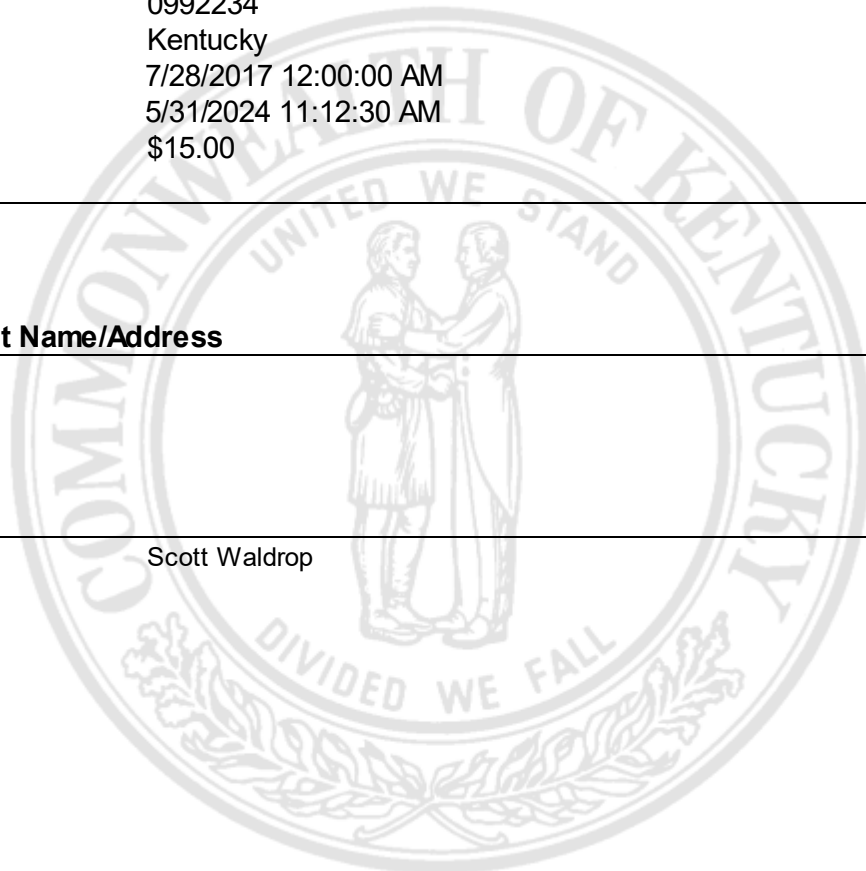 0992234
Kentucky
7/28/2017 12:00:00 AM
5/31/2024 11:12:30 AM
$15.00
COMMONWEALTH OF KENTUCKY
UNITED WE STAND
t Name/Address
Scott Waldrop
DIVIDED WE FALL